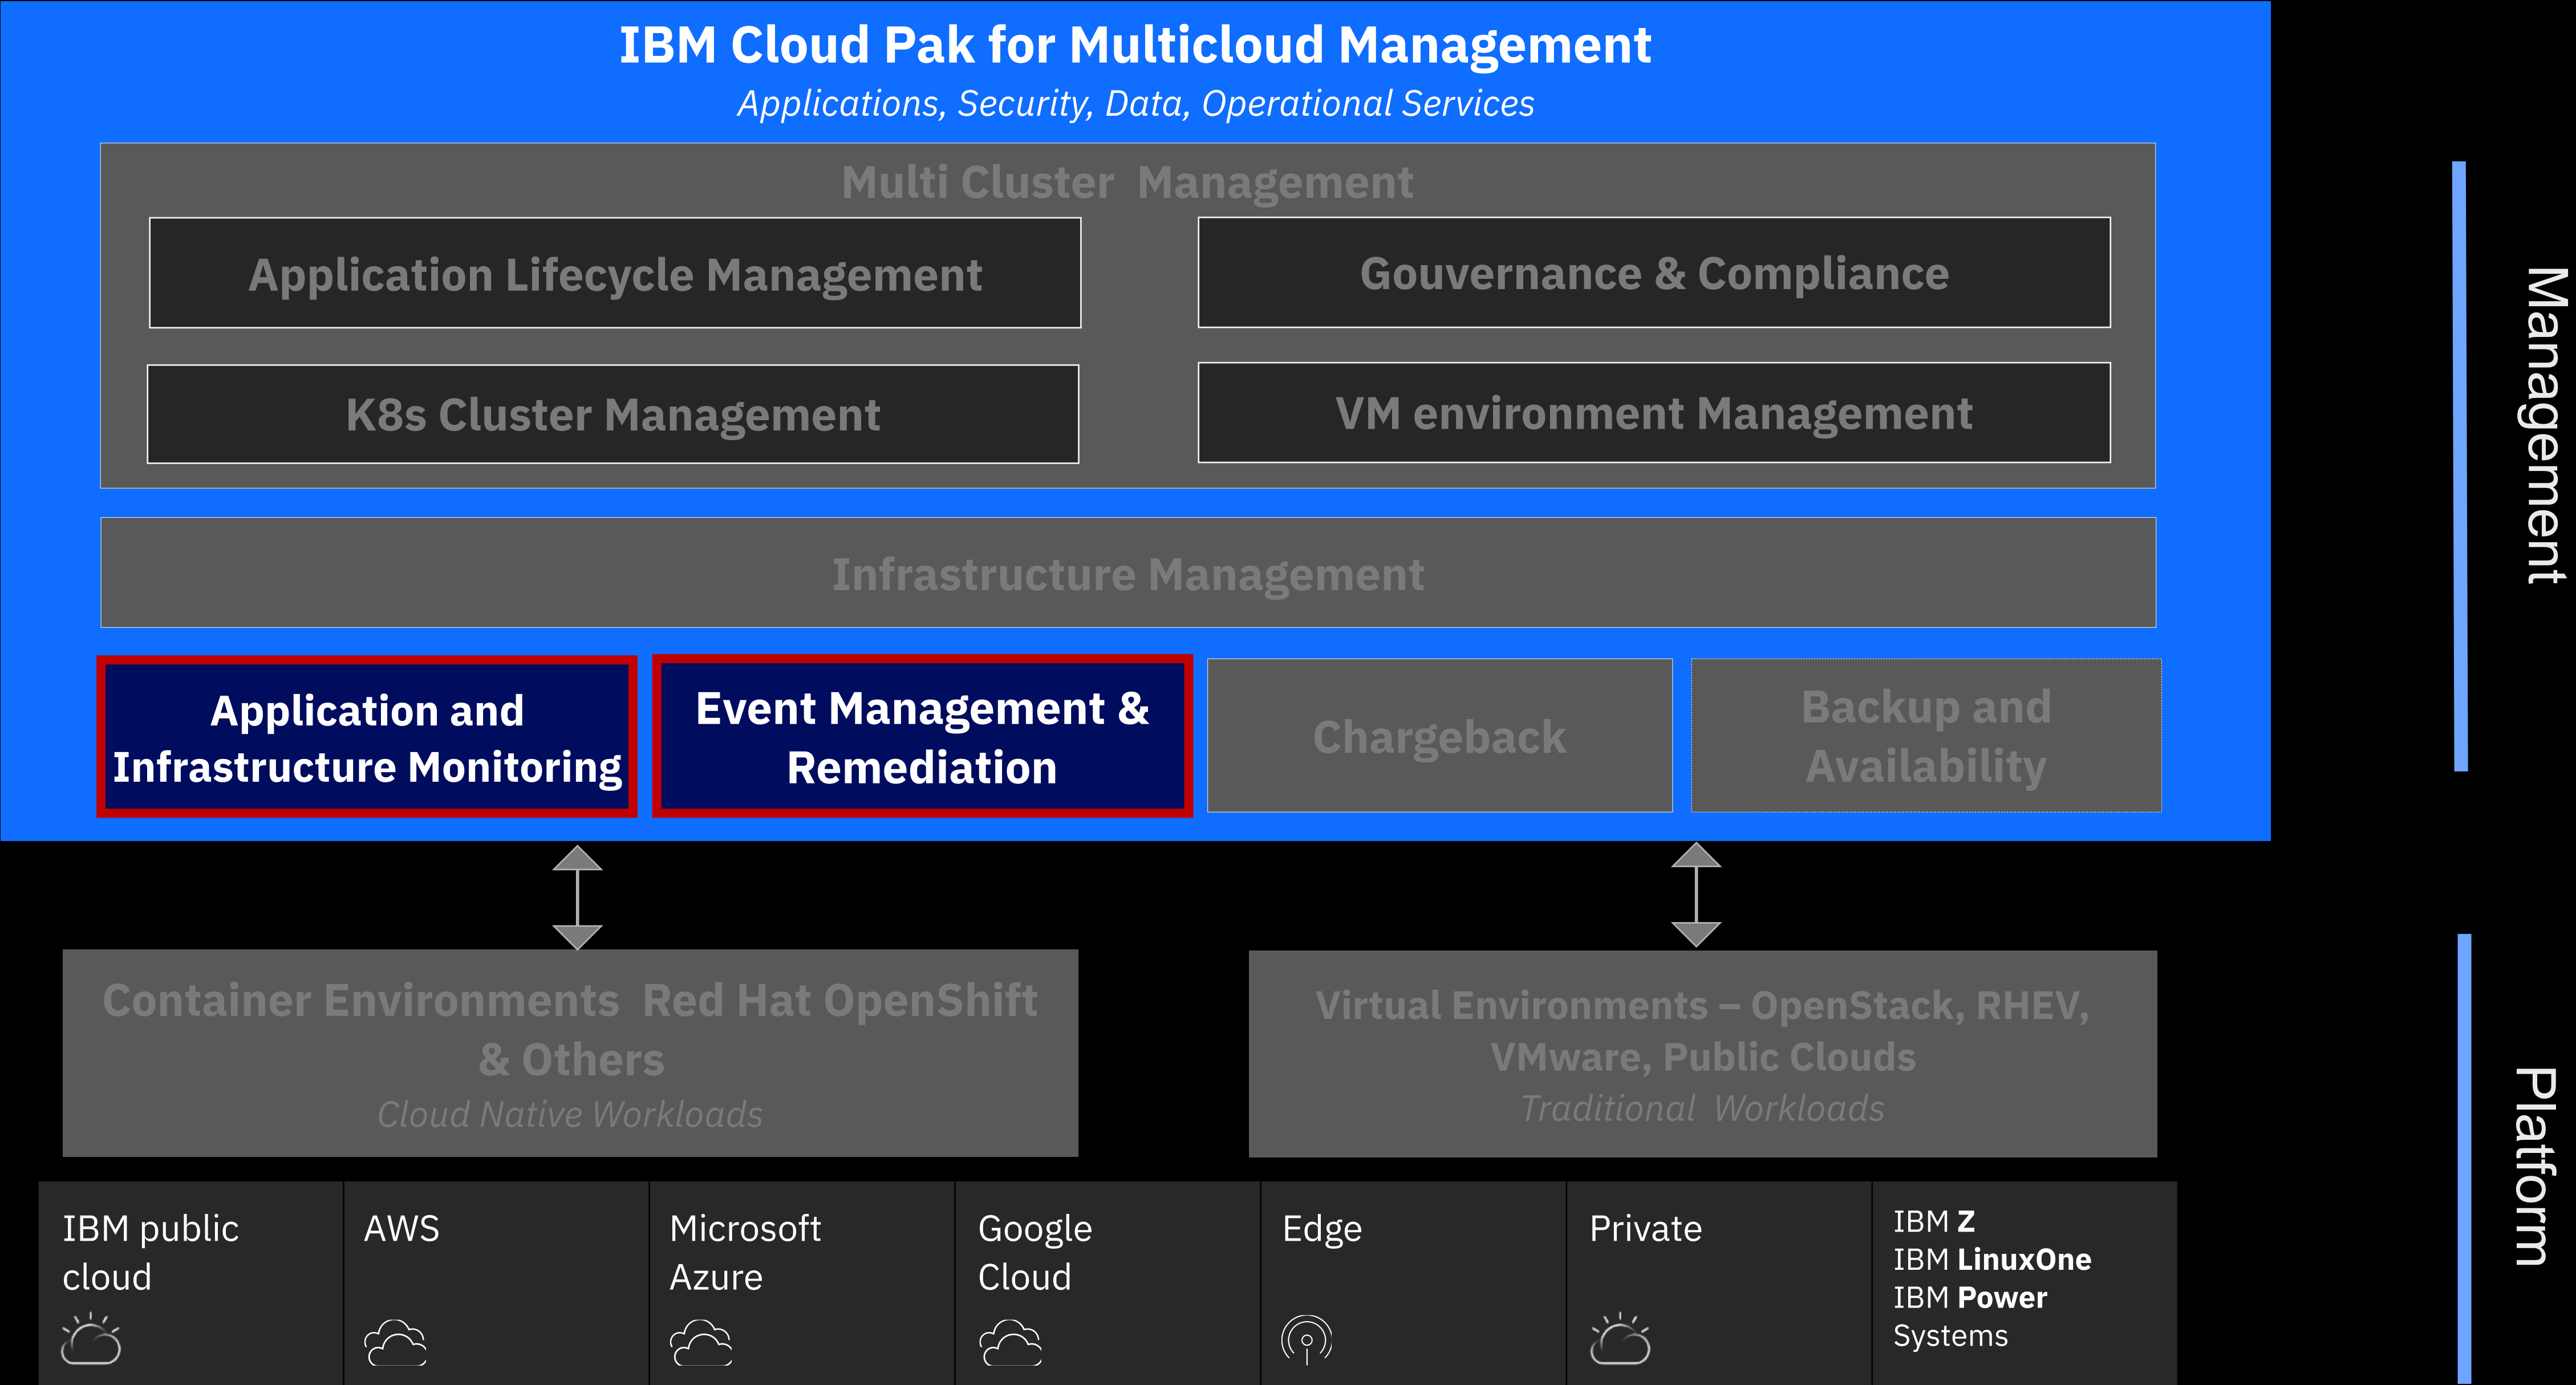 IBM Cloud Pak for Multicloud Management
Applications, Security, Data, Operational Services
Multi Cluster Management
Application Lifecycle Management
Gouvernance & Compliance
K8s Cluster Management
VM environment Management
Infrastructure Management
Application and
Infrastructure Monitoring
Event Management &
Remediation
Chargeback
Backup and
Availability
Management
Container Environments Red Hat OpenShift
& Others
Cloud Native Workloads
Virtual Environments – OpenStack, RHEV,
VMware, Public Clouds
Traditional Workloads
IBM public
cloud
AWS
Microsoft
Azure
Google
Cloud
Edge
Private
IBM Z
IBM LinuxOne
IBM Power
Systems
Platform